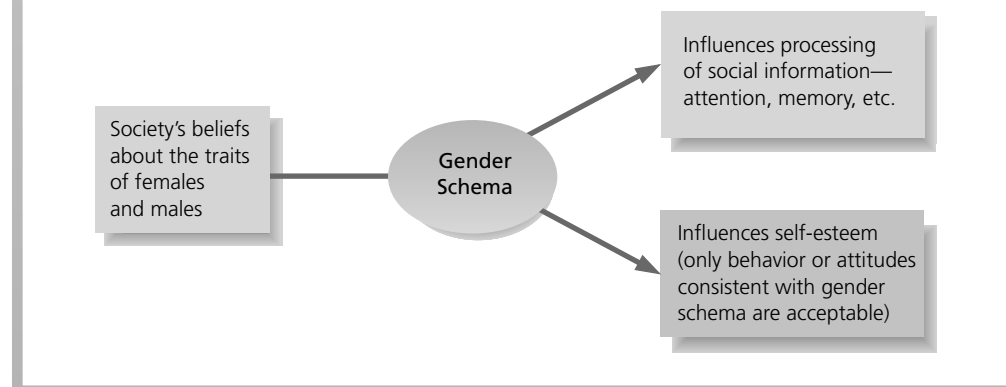 Society's beliefs
about the traits
of females
and males
Gender
Schema
Influences processing
of social information—
attention, memory, etc.
Influences self-esteem
(only behavior or attitudes
consistent with gender
schema are acceptable)